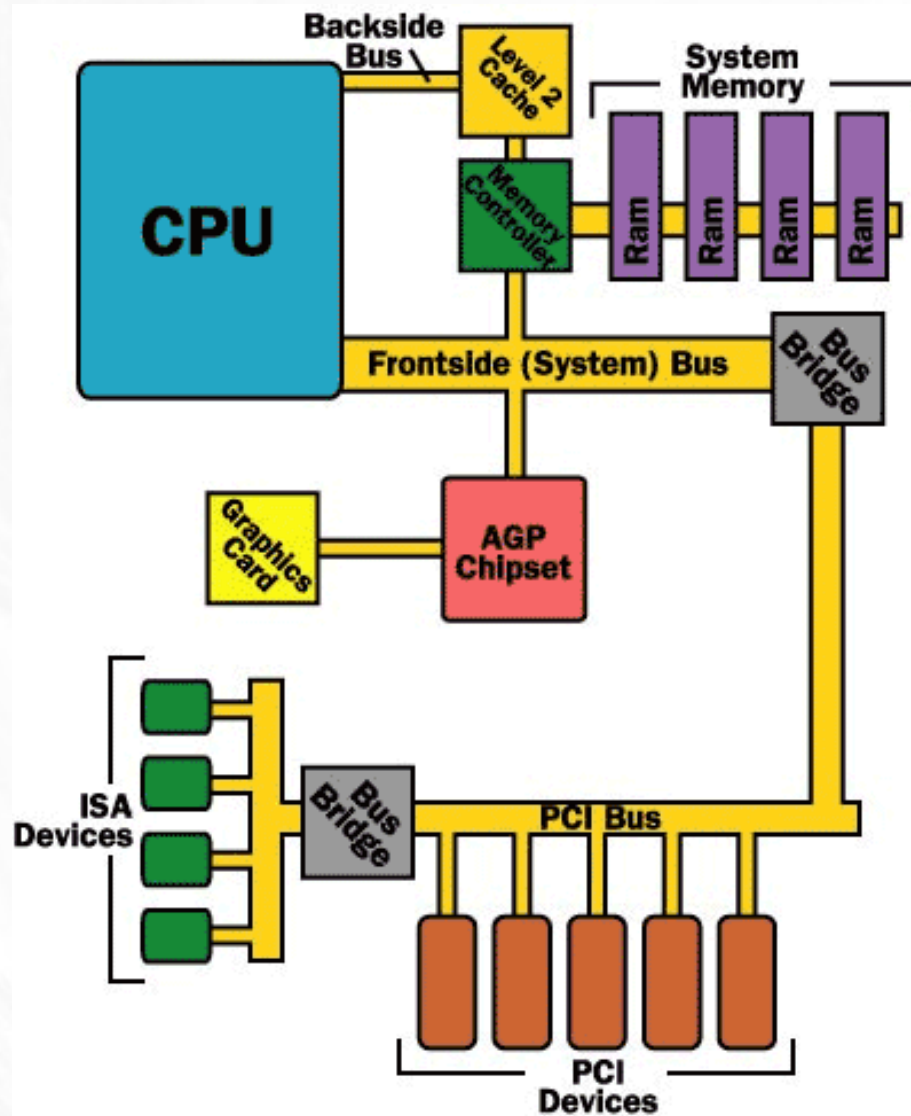 Backside
Bus
Level 2
Cache
System
Memory
CPU
Memory
Controller
Ram
Ram
Ram
Ram
Frontside (System) Bus
Bus
Bridge
Graphics
Card
AGP
Chipset
ISA
Devices
Bus
Bridge
PCI Bus
PCI
Devices